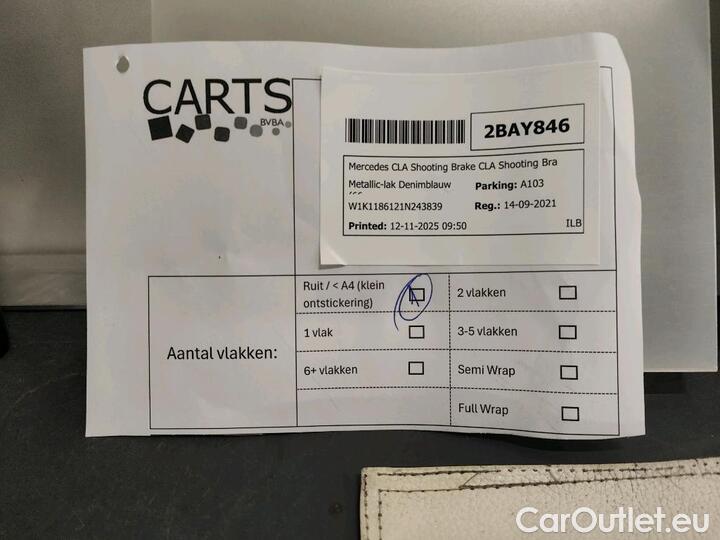 CARTS
BVBA
2BAY846
Mercedes CLA Shooting Brake CLA Shooting Bra
Metallic-lak Denimblauw
Parking: A103
W1K1186121N243839
Reg.: 14-09-2021
Printed: 12-11-2025 09:50
ILB
Aantal vlakken:
Ruit / < A4 (klein
ontstickering)
2 vlakken
1 vlak
3-5 vlakken
6+ vlakken
Semi Wrap
Full Wrap
CarOutlet.eu